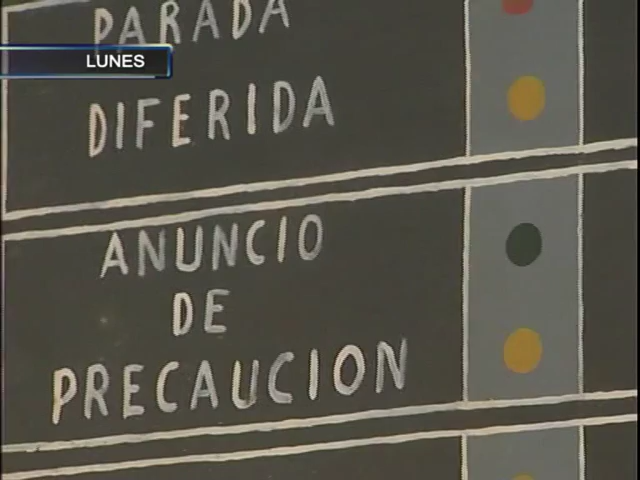 PARADA
LUNES
DIFERIDA
ANUNCIO
DE
PRECAUCION